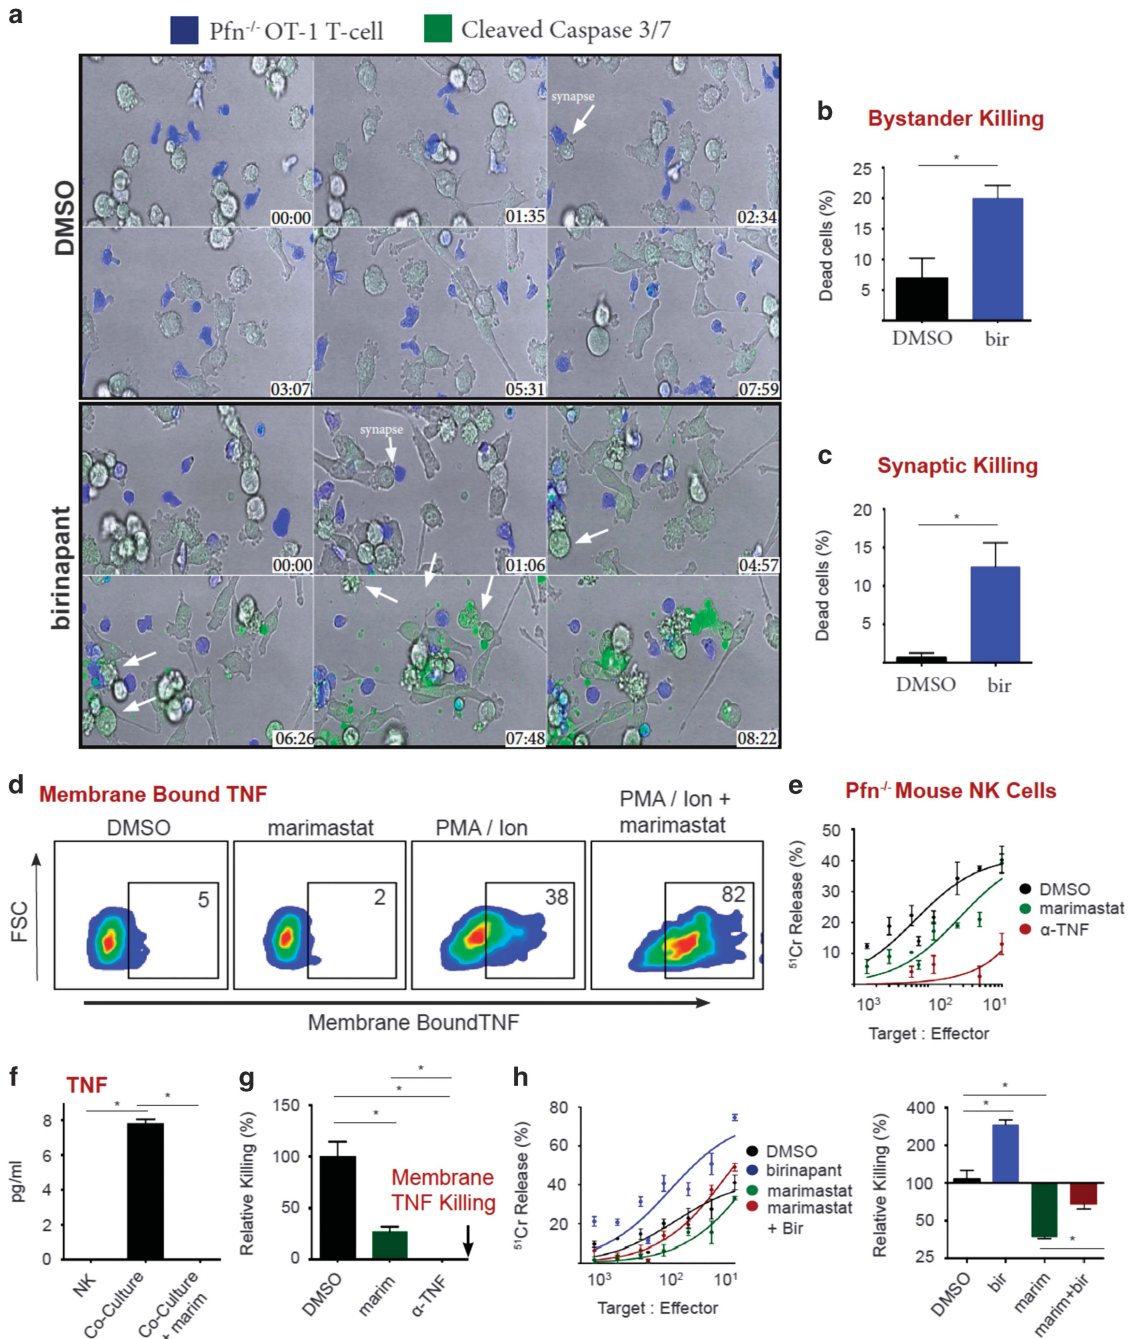 a
Pfn-/- OT-1 T-cell
Cleaved Caspase 3/7
DMSO
synapse
00:00
01:35
02:34
03:07
05:31
07:59
birinapant
synapse
00:00
01:06
04:57
06:26
07:48
08:22
b
Bystander Killing
Dead cells (%)
25
20
15
10
5
DMSO
bir
*
c
Synaptic Killing
Dead cells (%)
20
15
10
5
DMSO
bir
*
d
Membrane Bound TNF
DMSO
marimastat
PMA / Ion
PMA / Ion +
marimastat
5
2
38
82
FSC
Membrane BoundTNF
e
Pfn-/- Mouse NK Cells
51Cr Release (%)
50
40
30
20
10
10³
10²
10¹
Target : Effector
DMSO
marimastat
α-TNF
f
TNF
*
*
pg/ml
8
6
4
2
0
NK
Co-Culture
Co-Culture
+ marim
g
*
*
*
Relative Killing (%)
150
100
50
0
Membrane
TNF Killing
DMSO
marim
α-TNF
h
51Cr Release (%)
80
60
40
20
10³
10²
10¹
Target : Effector
DMSO
birinapant
marimastat
marimastat
+ Bir
*
*
*
Relative Killing (%)
400
200
100
50
25
DMSO
bir
marim
marim+bir